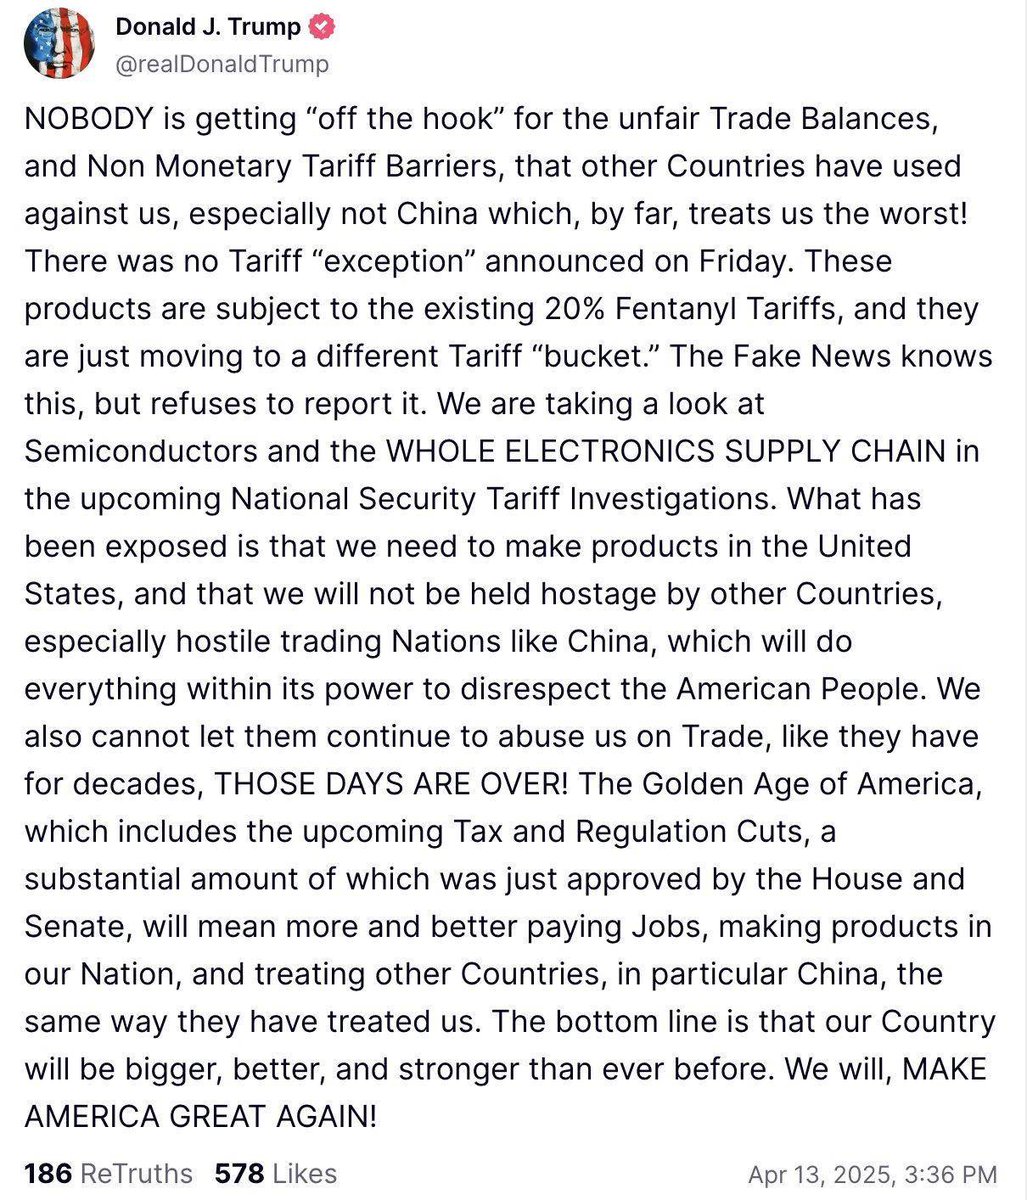 Donald J. Trump
@realDonaldTrump
NOBODY is getting “off the hook” for the unfair Trade Balances,
and Non Monetary Tariff Barriers, that other Countries have used
against us, especially not China which, by far, treats us the worst!
There was no Tariff “exception” announced on Friday. These
products are subject to the existing 20% Fentanyl Tariffs, and they
are just moving to a different Tariff “bucket.” The Fake News knows
this, but refuses to report it. We are taking a look at
Semiconductors and the WHOLE ELECTRONICS SUPPLY CHAIN in
the upcoming National Security Tariff Investigations. What has
been exposed is that we need to make products in the United
States, and that we will not be held hostage by other Countries,
especially hostile trading Nations like China, which will do
everything within its power to disrespect the American People. We
also cannot let them continue to abuse us on Trade, like they have
for decades, THOSE DAYS ARE OVER! The Golden Age of America,
which includes the upcoming Tax and Regulation Cuts, a
substantial amount of which was just approved by the House and
Senate, will mean more and better paying Jobs, making products in
our Nation, and treating other Countries, in particular China, the
same way they have treated us. The bottom line is that our Country
will be bigger, better, and stronger than ever before. We will, MAKE
AMERICA GREAT AGAIN!
186 ReTruths 578 Likes Apr 13, 2025, 3:36 PM